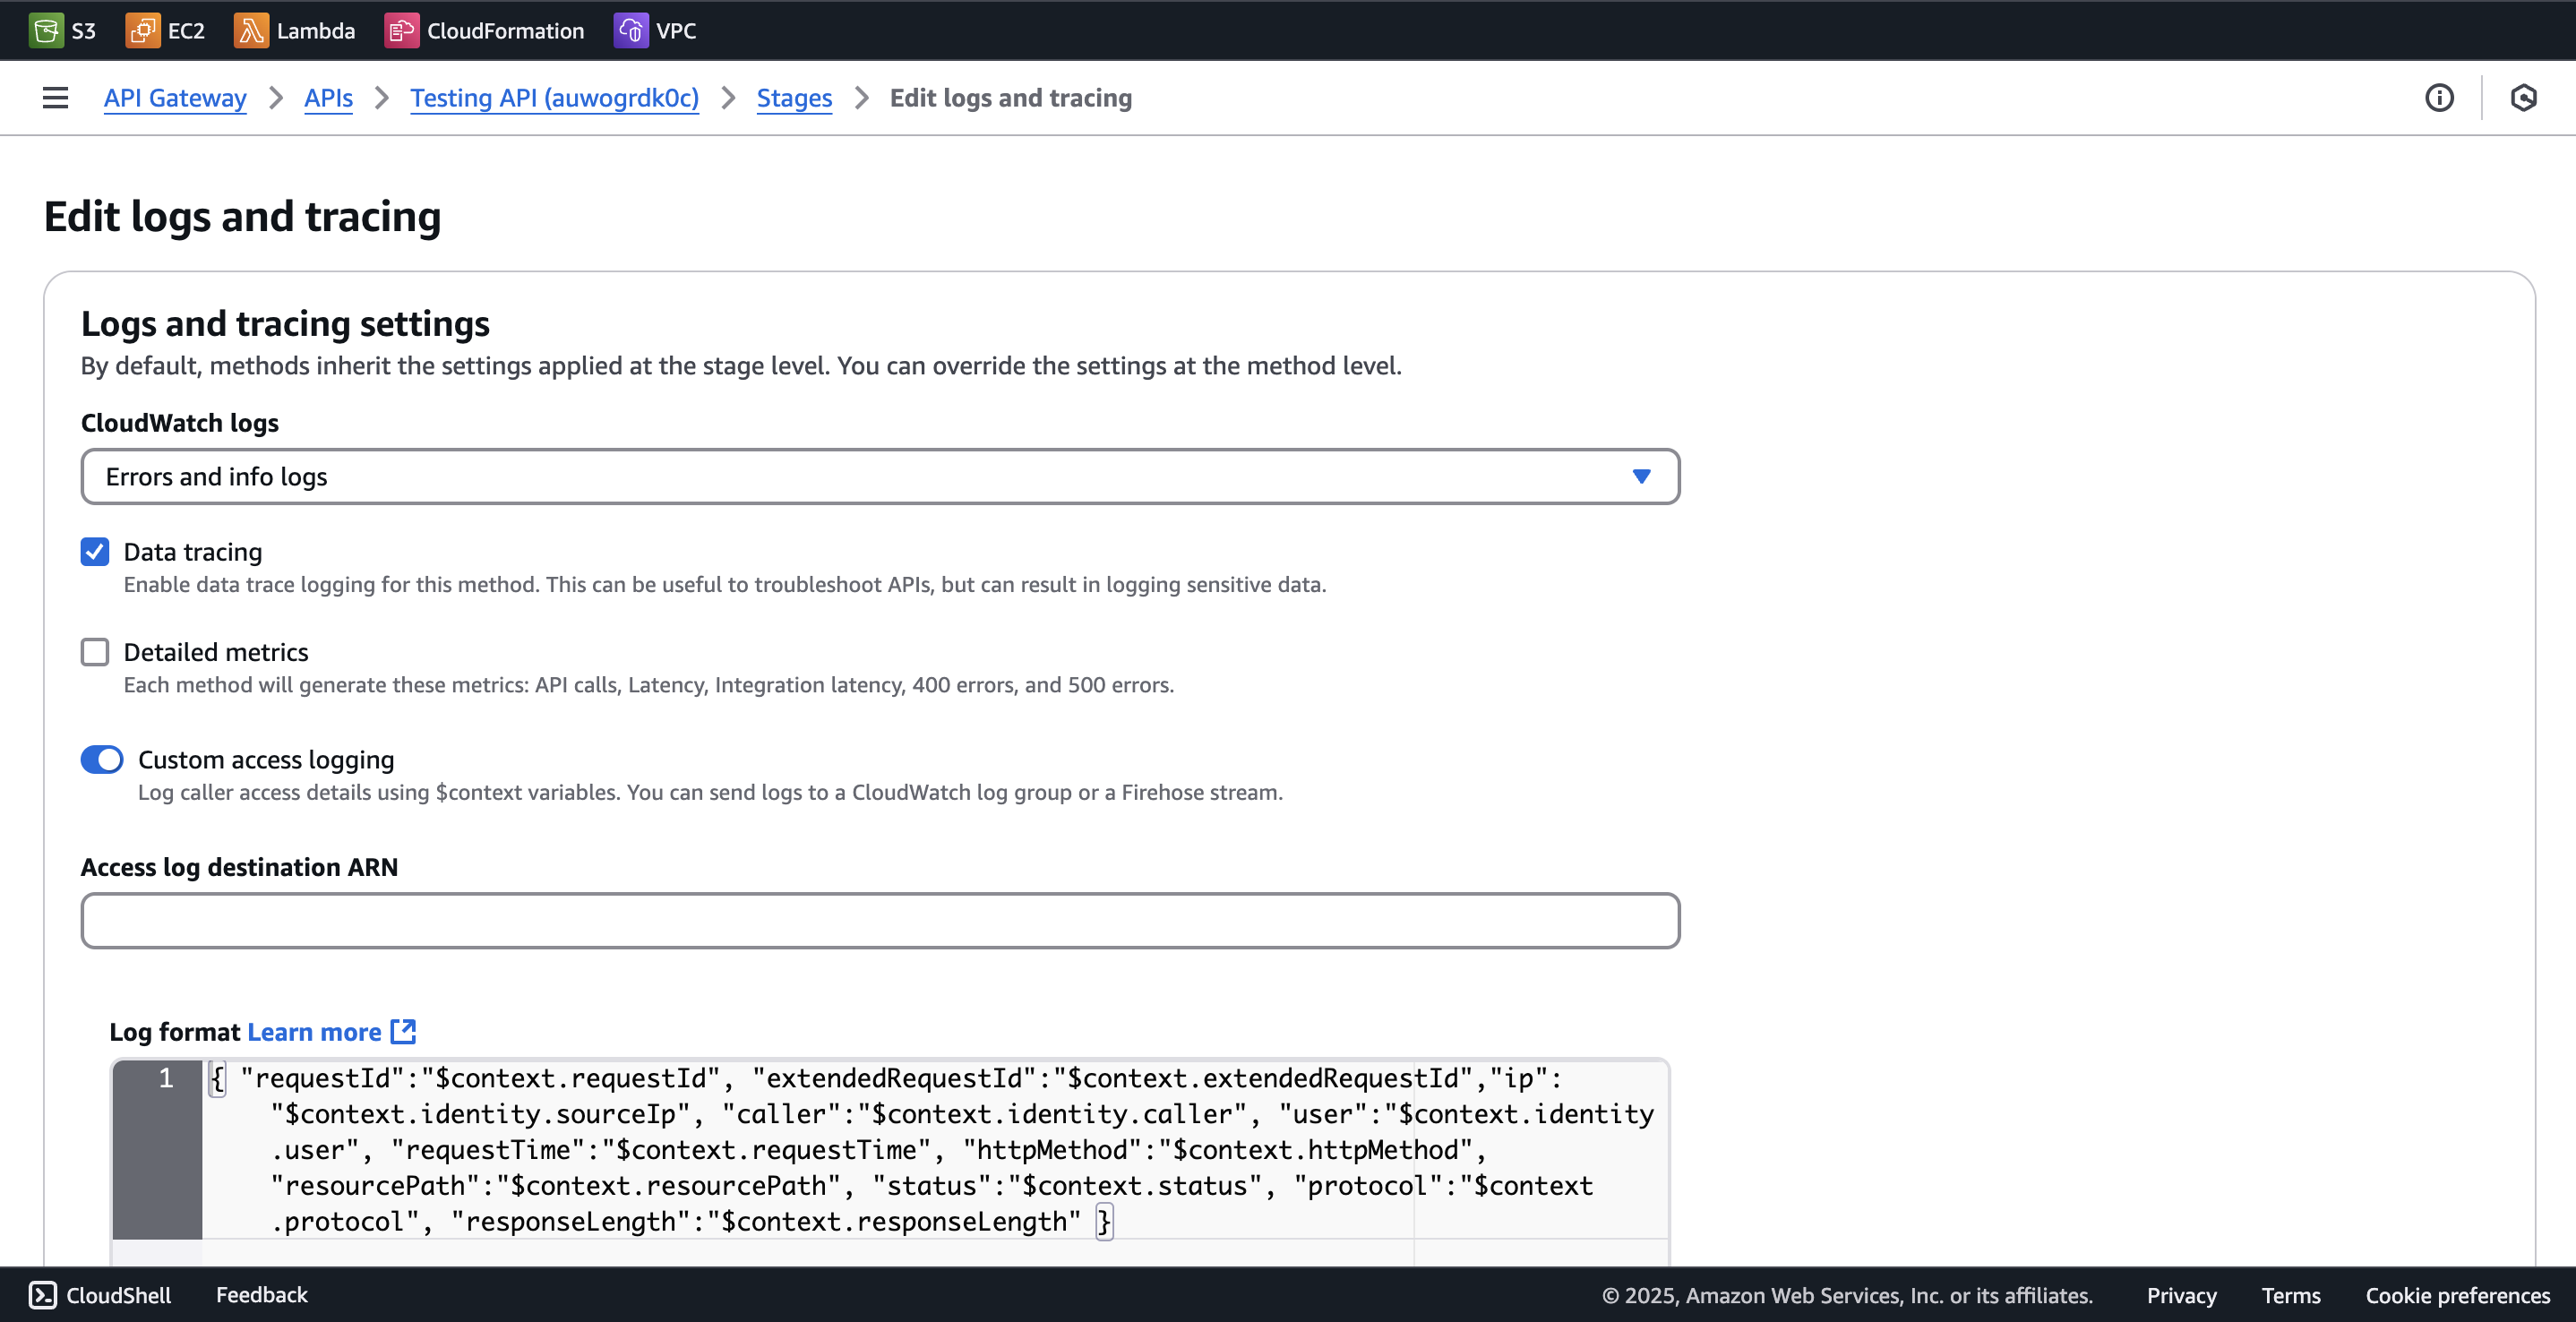 S3 EC2 Lambda CloudFormation VPC
API Gateway APIs Testing API (auwogrdk0c) Stages Edit logs and tracing
Edit logs and tracing
Logs and tracing settings
By default, methods inherit the settings applied at the stage level. You can override the settings at the method level.
CloudWatch logs
Errors and info logs
Data tracing
Enable data trace logging for this method. This can be useful to troubleshoot APIs, but can result in logging sensitive data.
Detailed metrics
Each method will generate these metrics: API calls, Latency, Integration latency, 400 errors, and 500 errors.
Custom access logging
Log caller access details using $context variables. You can send logs to a CloudWatch log group or a Firehose stream.
Access log destination ARN
Log format Learn more
1 { "requestId":"$context.requestId", "extendedRequestId":"$context.extendedRequestId","ip":
"$context.identity.sourceIp", "caller":"$context.identity.caller", "user":"$context.identity
.user", "requestTime":"$context.requestTime", "httpMethod":"$context.httpMethod",
"resourcePath":"$context.resourcePath", "status":"$context.status", "protocol":"$context
.protocol", "responseLength":"$context.responseLength" }
CloudShell Feedback © 2025, Amazon Web Services, Inc. or its affiliates. Privacy Terms Cookie preferences